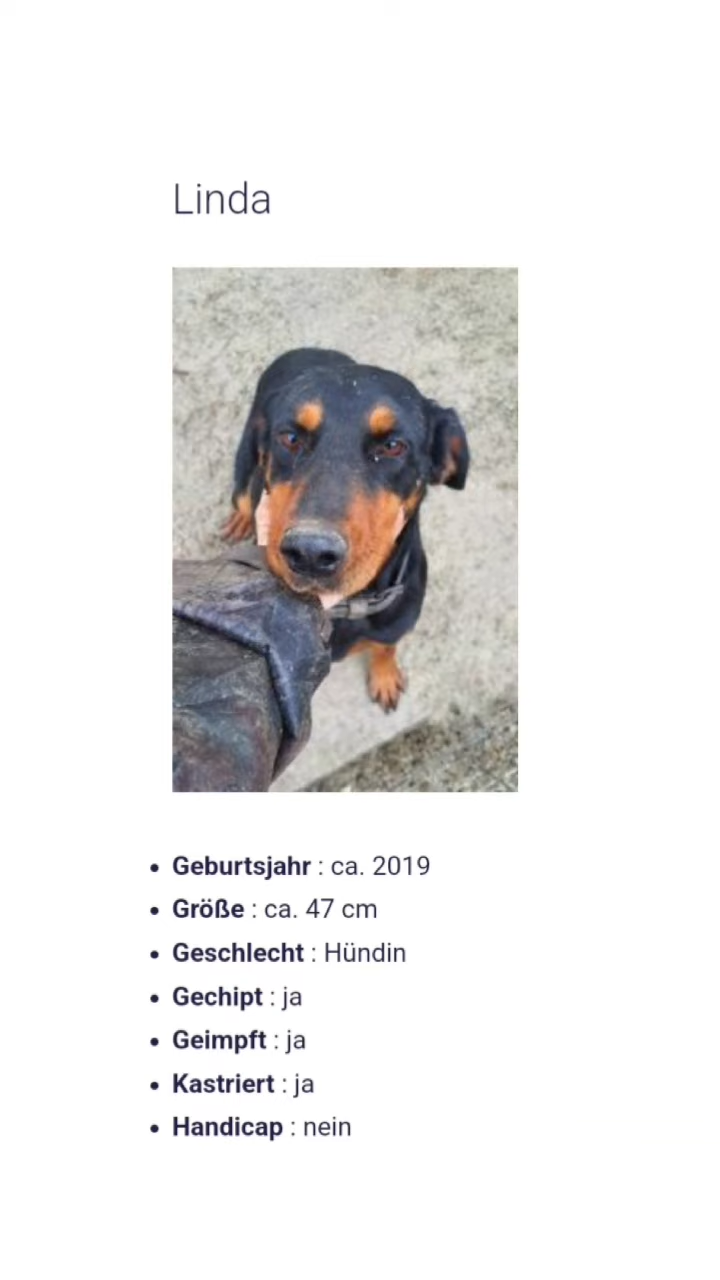 Linda
Geburtsjahr : ca. 2019
Größe : ca. 47 cm
Geschlecht : Hündin
Gechipt : ja
Geimpft : ja
Kastriert : ja
Handicap : nein